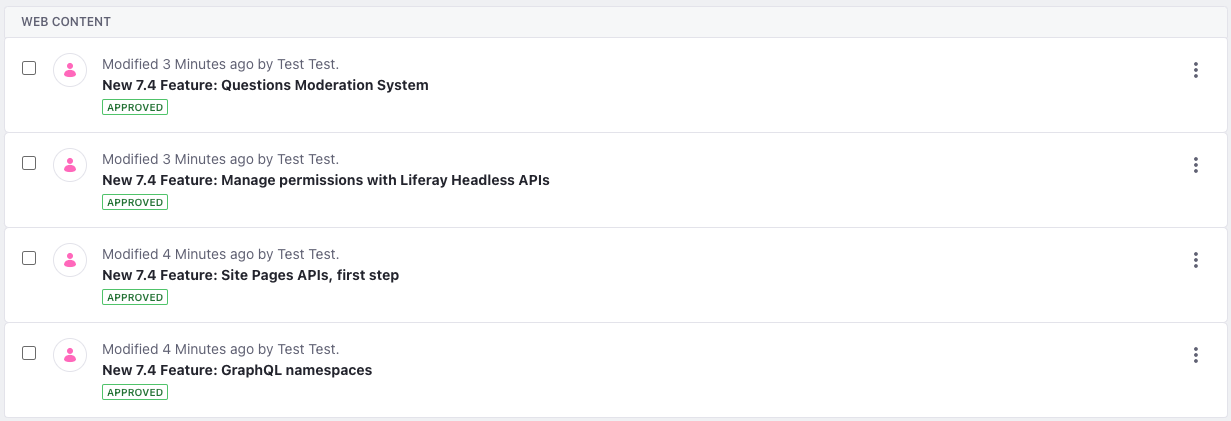 WEB CONTENT
Modified 3 Minutes ago by Test Test.
New 7.4 Feature: Questions Moderation System
APPROVED
Modified 3 Minutes ago by Test Test.
New 7.4 Feature: Manage permissions with Liferay Headless APIs
APPROVED
Modified 4 Minutes ago by Test Test.
New 7.4 Feature: Site Pages APIs, first step
APPROVED
Modified 4 Minutes ago by Test Test.
New 7.4 Feature: GraphQL namespaces
APPROVED